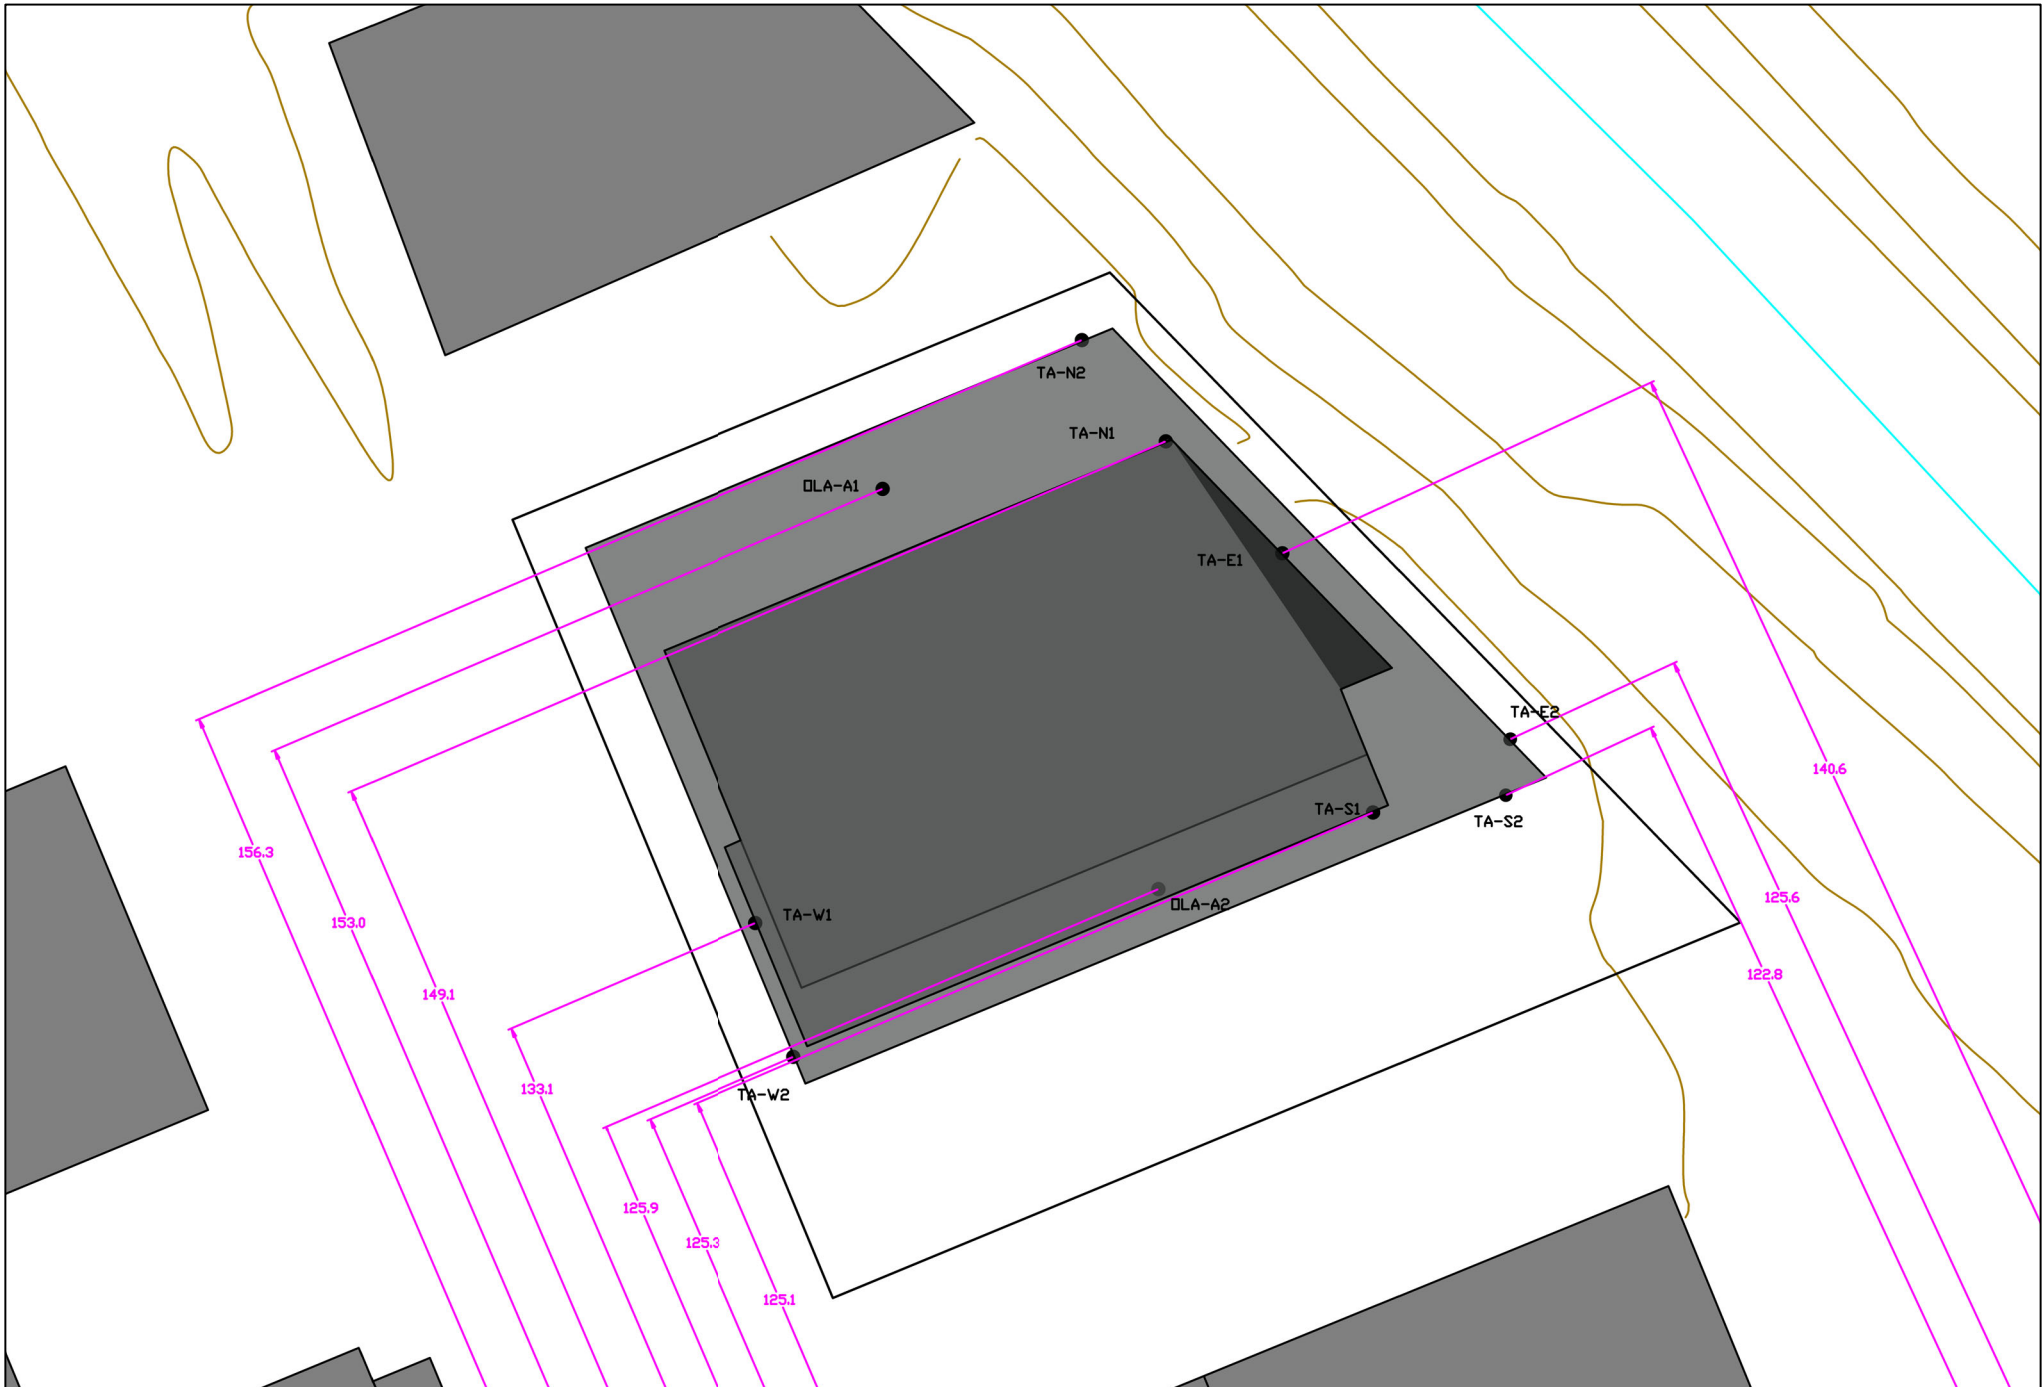 TA-N2
TA-N1
OLA-A1
TA-E1
TA-E2
140.6
TA-S1
TA-S2
156.3
125.6
OLA-A2
TA-W1
153.0
122.8
149.1
133.1
TA-W2
125.9
125.3
125.1